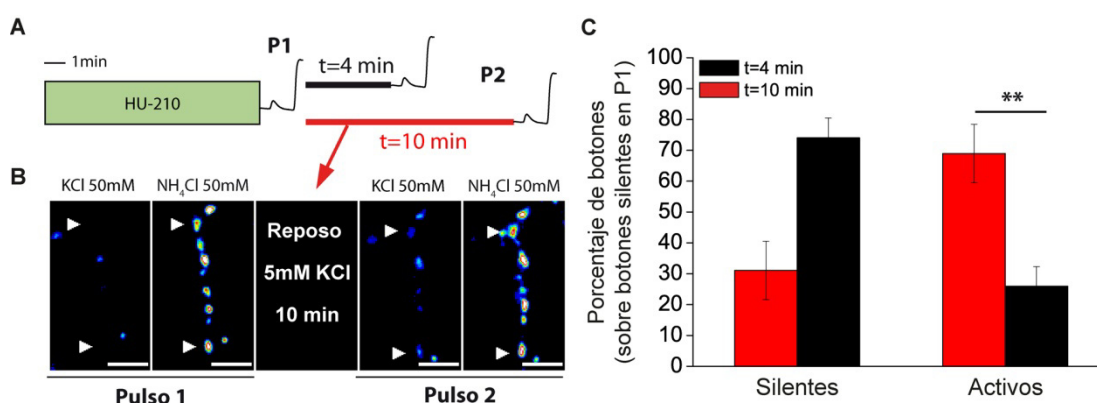 A
1min
HU-210
P1
t=4 min
P2
t=10 min
B
KCl 50mM
NH₄Cl 50mM
Reposo
5mM KCl
10 min
KCl 50mM
NH₄Cl 50mM
Pulso 1
Pulso 2
C
Porcentaje de botones
(sobre botones silentes en P1)
100
90
80
70
60
50
40
30
20
10
0
t=4 min
t=10 min
**
Silentes
Activos